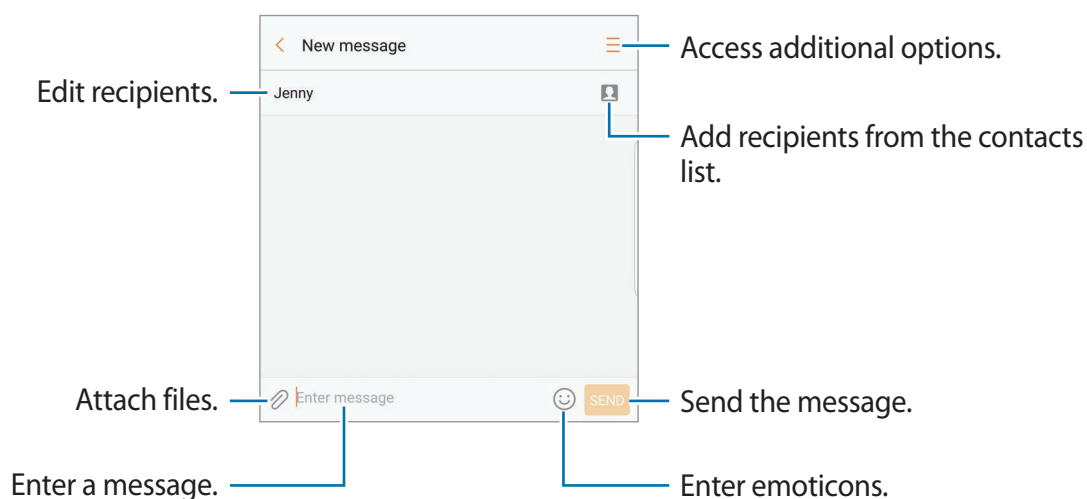 New message
Access additional options.
Edit recipients.
Jenny
Add recipients from the contacts
list.
Attach files.
Enter message
SEND
Send the message.
Enter a message.
Enter emoticons.